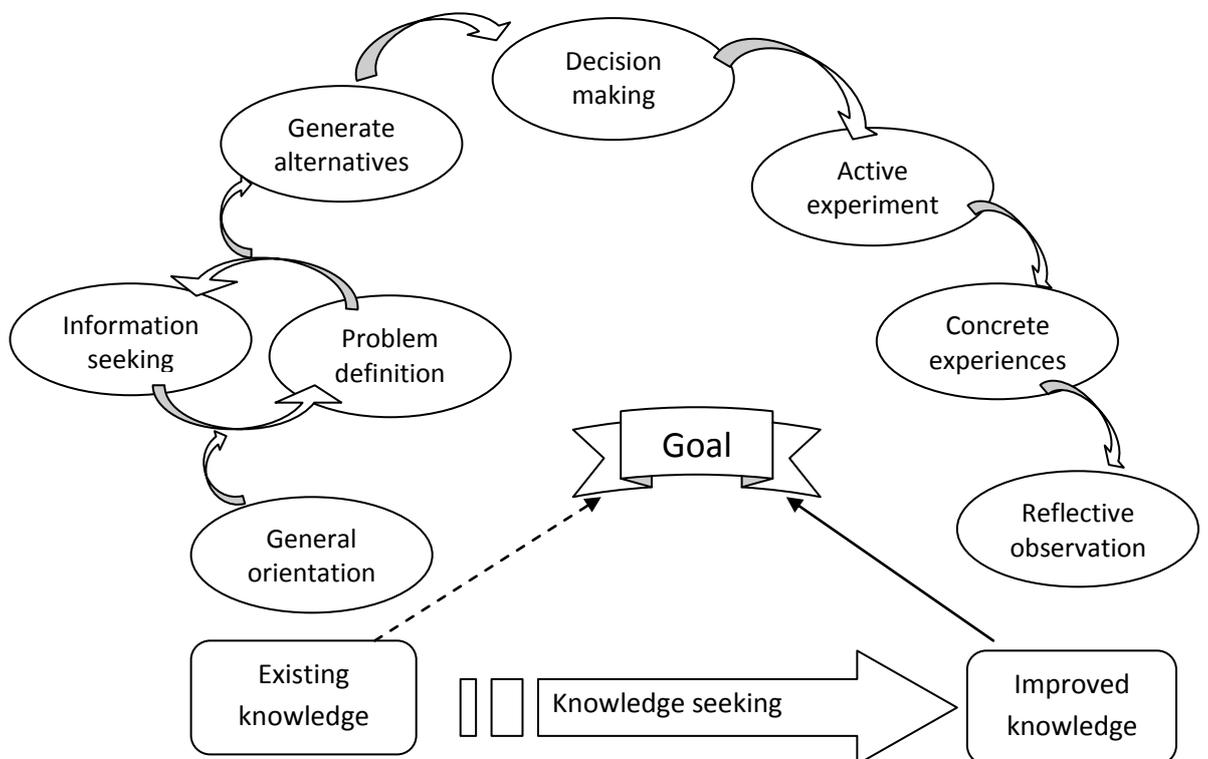 Decision
making
Generate
alternatives
Active
experiment
Information
seeking
Problem
definition
Concrete
experiences
Goal
General
orientation
Reflective
observation
Existing
knowledge
Knowledge seeking
Improved
knowledge